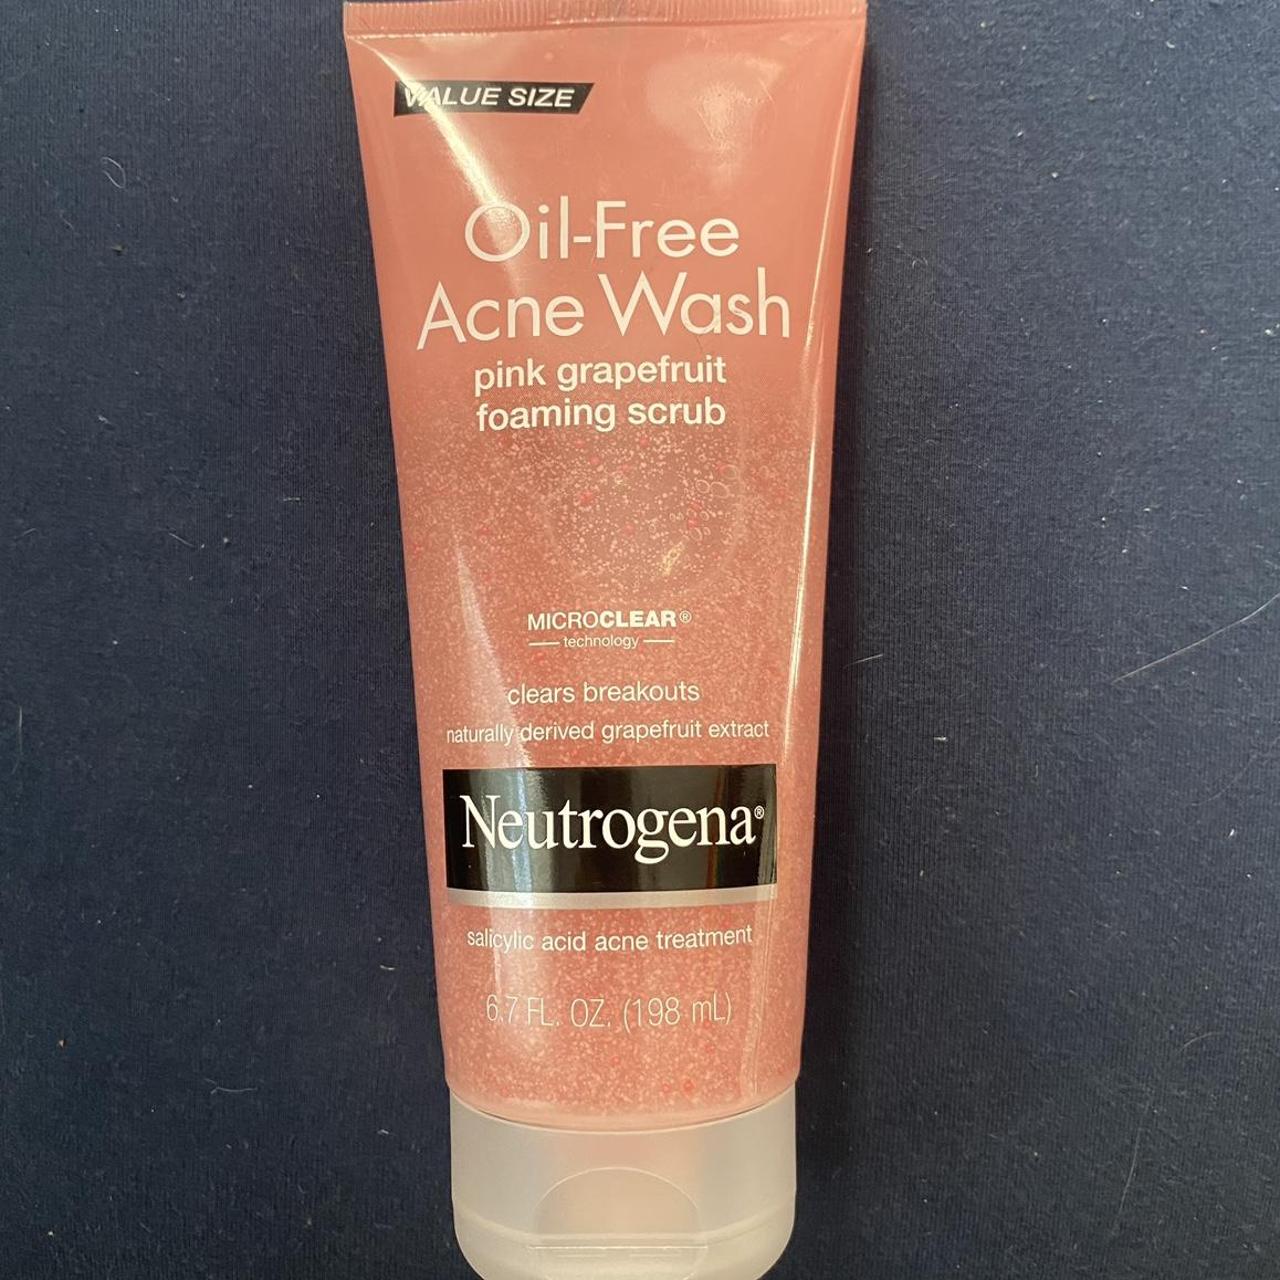 VALUE SIZE
Oil-Free
Acne Wash
pink grapefruit
foaming scrub
MICROCLEAR®
technology
clears breakouts
naturally derived grapefruit extract
Neutrogena®
salicylic acid acne treatment
6.7 FL. OZ. (198 mL)